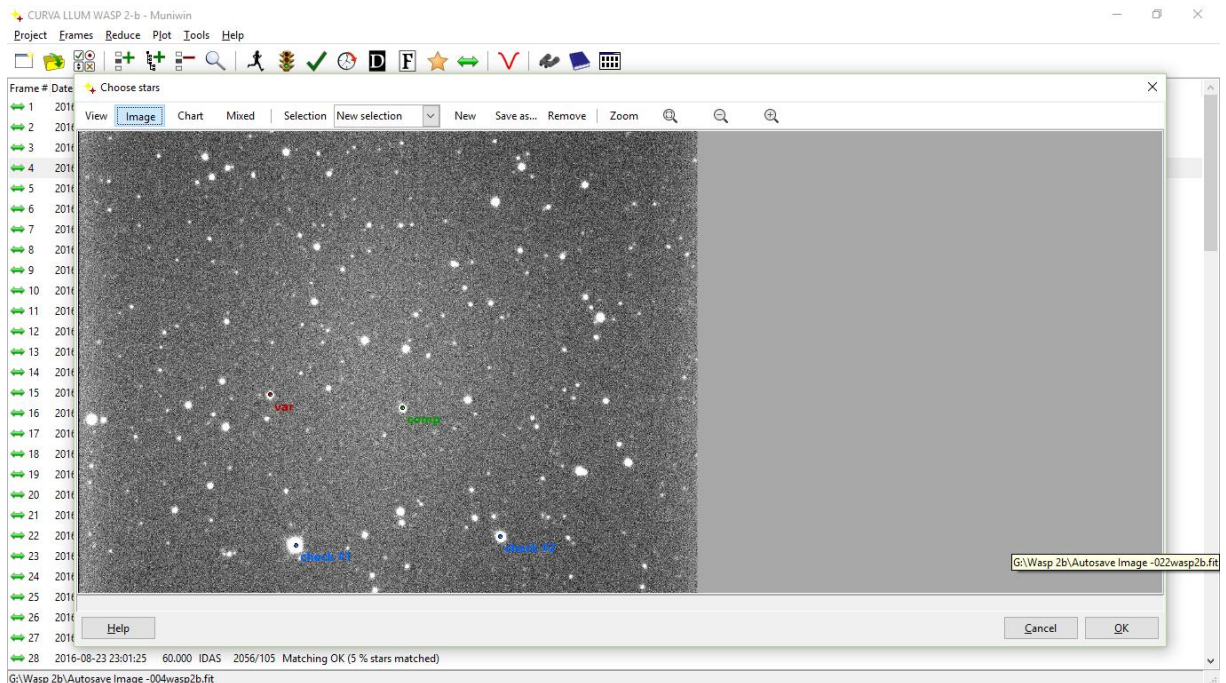 CURVA LLUM WASP 2-b - Muniwin
Project Frames Reduce Plot Tools Help
D F
Frame # Date
Choose stars
View Image Chart Mixed Selection New selection New Save as... Remove Zoom
1 2016
2 2016
3 2016
4 2016
5 2016
6 2016
7 2016
8 2016
9 2016
10 2016
11 2016
12 2016
13 2016
14 2016
15 2016
var
16 2016
comp
17 2016
18 2016
19 2016
20 2016
21 2016
22 2016
check #1
check #2
23 2016
G:\Wasp 2b\Autosave Image -022wasp2b.fit
24 2016
25 2016
26 2016
27 2016
Help Cancel OK
28 2016-08-23 23:01:25 60.000 IDAS 2056/105 Matching OK (5 % stars matched)
G:\Wasp 2b\Autosave Image -004wasp2b.fit